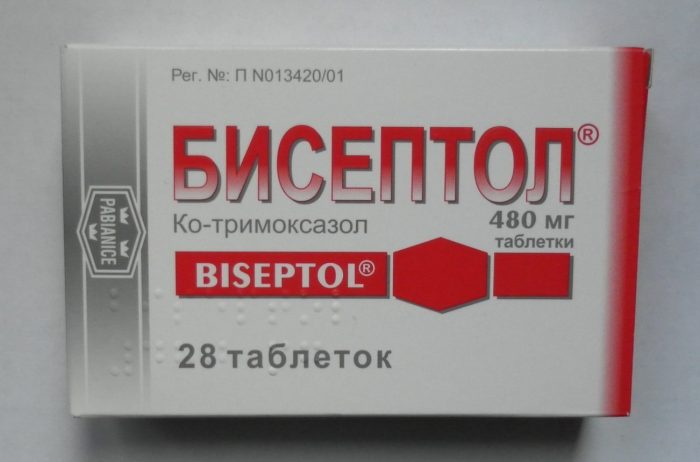 Рег. №: П N013420/01
БИСЕПТОЛ®
Ко-тримоксазол
480 мг
таблетки
BISEPTOL®
28 таблеток
PABIANICE